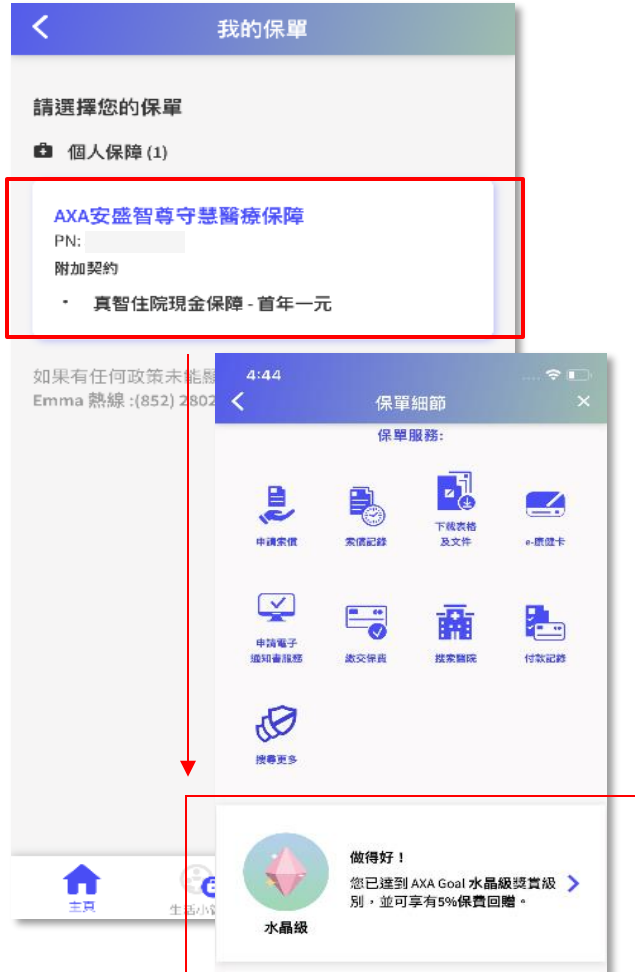 我的保單
請選擇您的保單
個人保障 (1)
AXA安盛智尊守慧醫療保障
PN:
附加契約
· 真智住院現金保障 - 首年一元
如果有任何政策未能
Emma 熱線 :(852) 2802
主頁
生活小
4:44
保單細節
保單服務:
申請索償
索償記錄
下載表格
及文件
e-康健卡
申請電子
通知書服務
繳交保費
搜索醫院
付款記錄
搜尋更多
水晶級
做得好！
您已達到 AXA Goal 水晶級獎賞級
別，並可享有5%保費回贈。